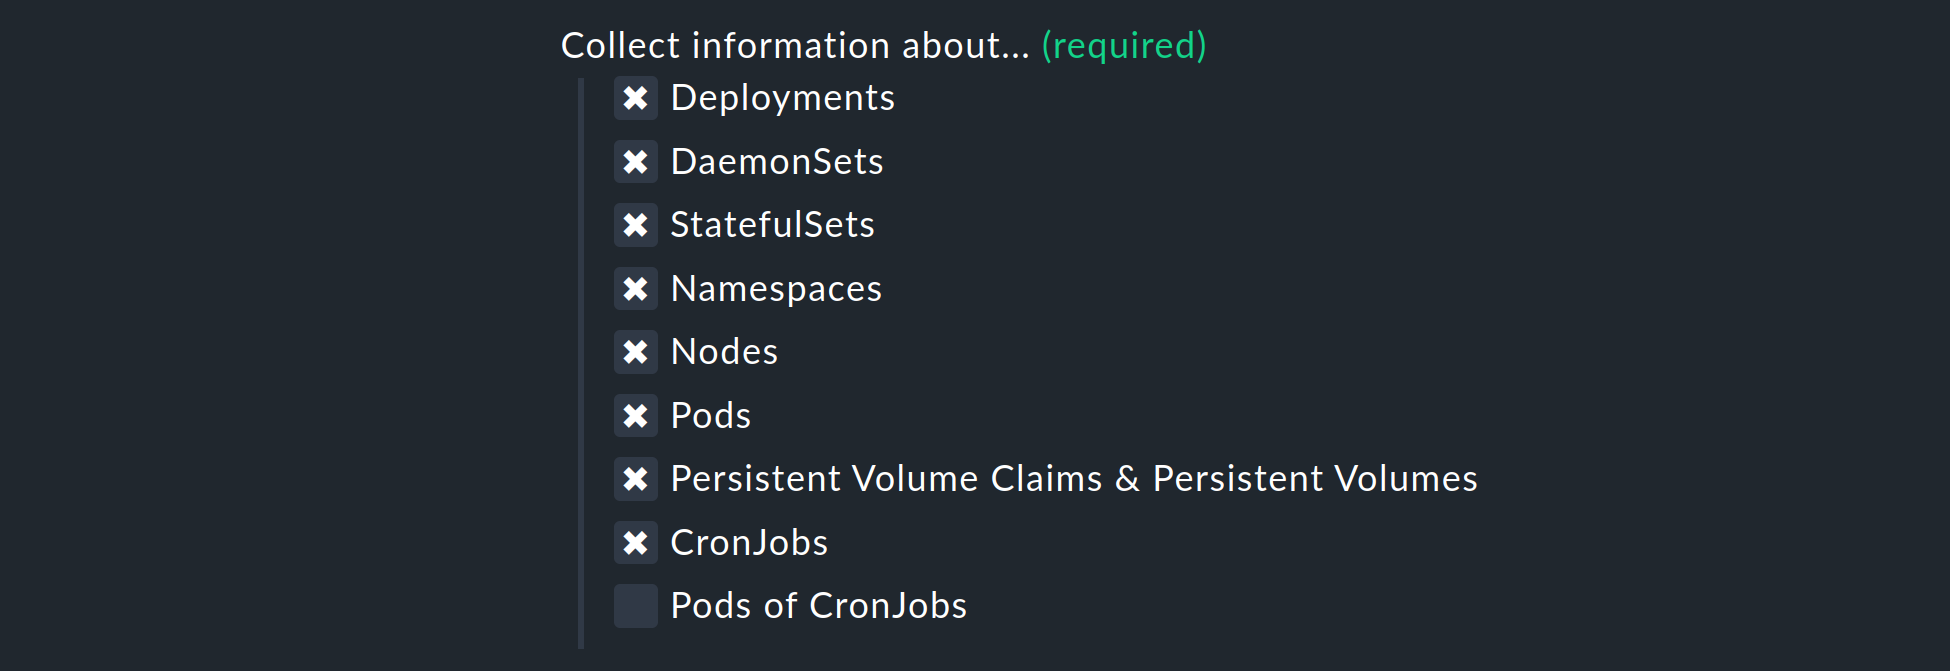 Collect information about... (required)
Deployments
DaemonSets
StatefulSets
Namespaces
Nodes
Pods
Persistent Volume Claims & Persistent Volumes
CronJobs
Pods of CronJobs